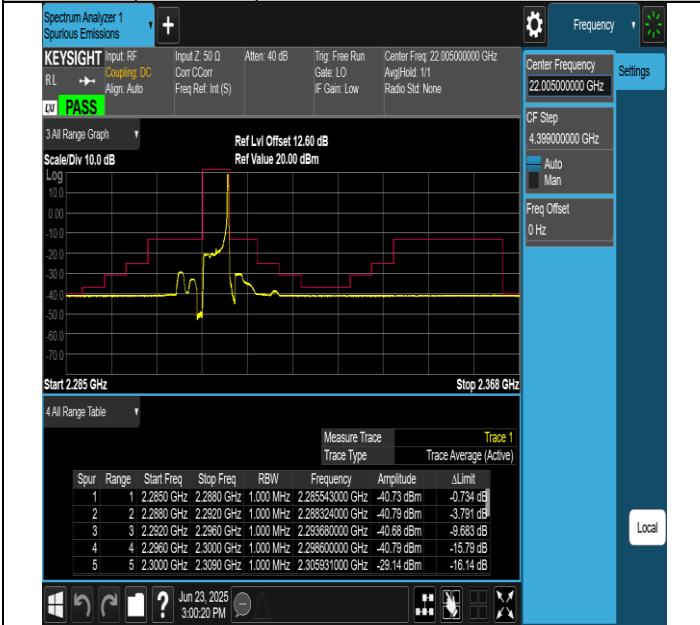 Spectrum Analyzer 1
Spurious Emissions
+
Frequency
KEYSIGHT
RL
LXI
PASS
Input: RF
Coupling: DC
Align: Auto
Input Z: 50 Ω
Corr CCorr
Freq Ref: Int (S)
Atten: 40 dB
Trig: Free Run
Gate: LO
IF Gain: Low
Center Freq: 22.005000000 GHz
Avg|Hold: 1/1
Radio Std: None
Center Frequency
22.005000000 GHz
Settings
CF Step
4.399000000 GHz
Auto
Man
Freq Offset
0 Hz
3 All Range Graph
Scale/Div 10.0 dB
Ref Lvl Offset 12.60 dB
Ref Value 20.00 dBm
Log
10.0
0.00
-10.0
-20.0
-30.0
-40.0
-50.0
-60.0
-70.0
Start 2.285 GHz Stop 2.368 GHz
4 All Range Table
Measure Trace Trace 1
Trace Type Trace Average (Active)
Spur Range Start Freq Stop Freq RBW Frequency Amplitude ΔLimit
1 1 2.2850 GHz 2.2880 GHz 1.000 MHz 2.285543000 GHz -40.73 dBm -0.734 dB
2 2 2.2880 GHz 2.2920 GHz 1.000 MHz 2.288324000 GHz -40.79 dBm -3.791 dB
3 3 2.2920 GHz 2.2960 GHz 1.000 MHz 2.293680000 GHz -40.68 dBm -9.683 dB
4 4 2.2960 GHz 2.3000 GHz 1.000 MHz 2.298600000 GHz -40.79 dBm -15.79 dB
5 5 2.3000 GHz 2.3090 GHz 1.000 MHz 2.305931000 GHz -29.14 dBm -16.14 dB
Local
?
Jun 23, 2025
3:00:20 PM